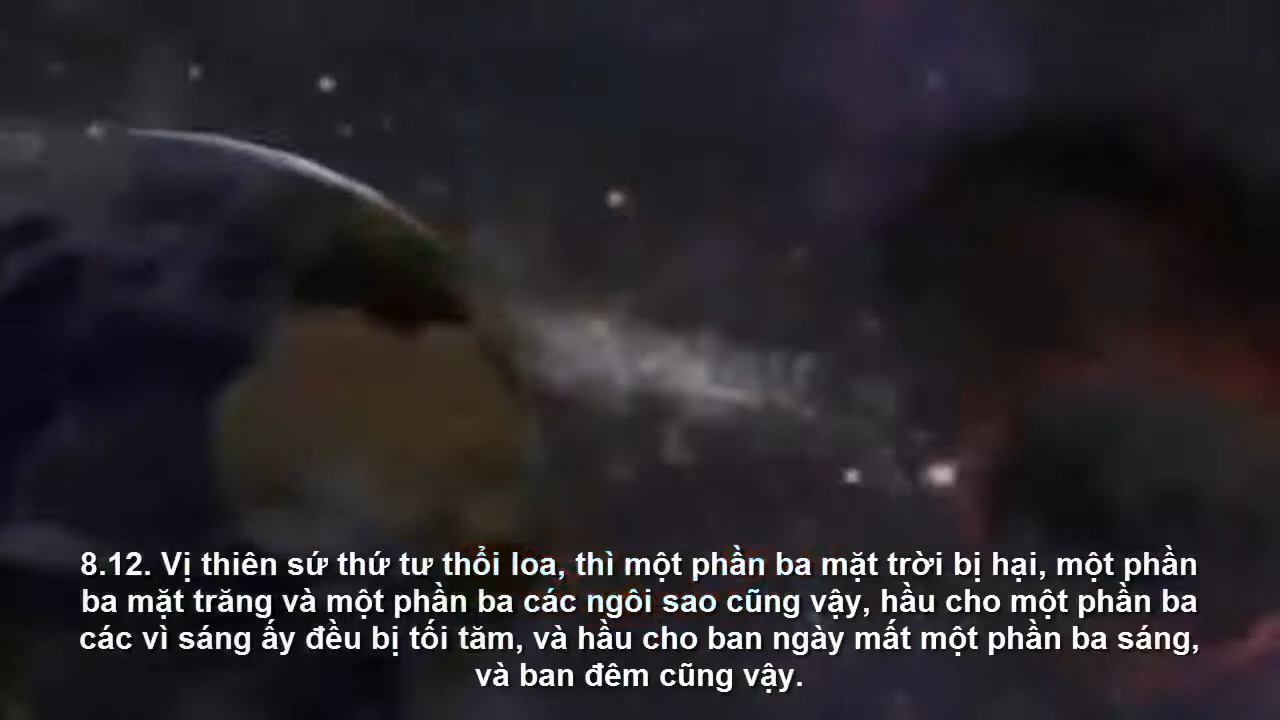 8.12. Vị thiên sứ thứ tư thổi loa, thì một phần ba mặt trời bị hại, một phần
ba mặt trăng và một phần ba các ngôi sao cũng vậy, hầu cho một phần ba
các vì sáng ấy đều bị tối tăm, và hầu cho ban ngày mất một phần ba sáng,
và ban đêm cũng vậy.